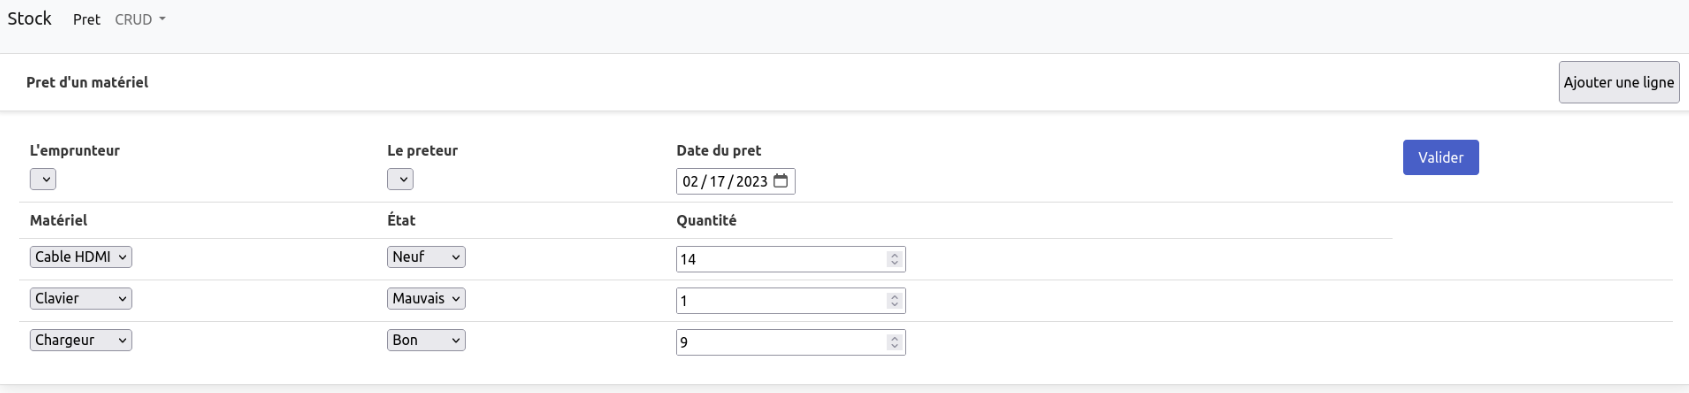 Stock Pret CRUD
Pret d'un matériel Ajouter une ligne
L'emprunteur Le preteur Date du pret Valider
02/17/2023
Matériel État Quantité
Cable HDMI Neuf 14
Clavier Mauvais 1
Chargeur Bon 9